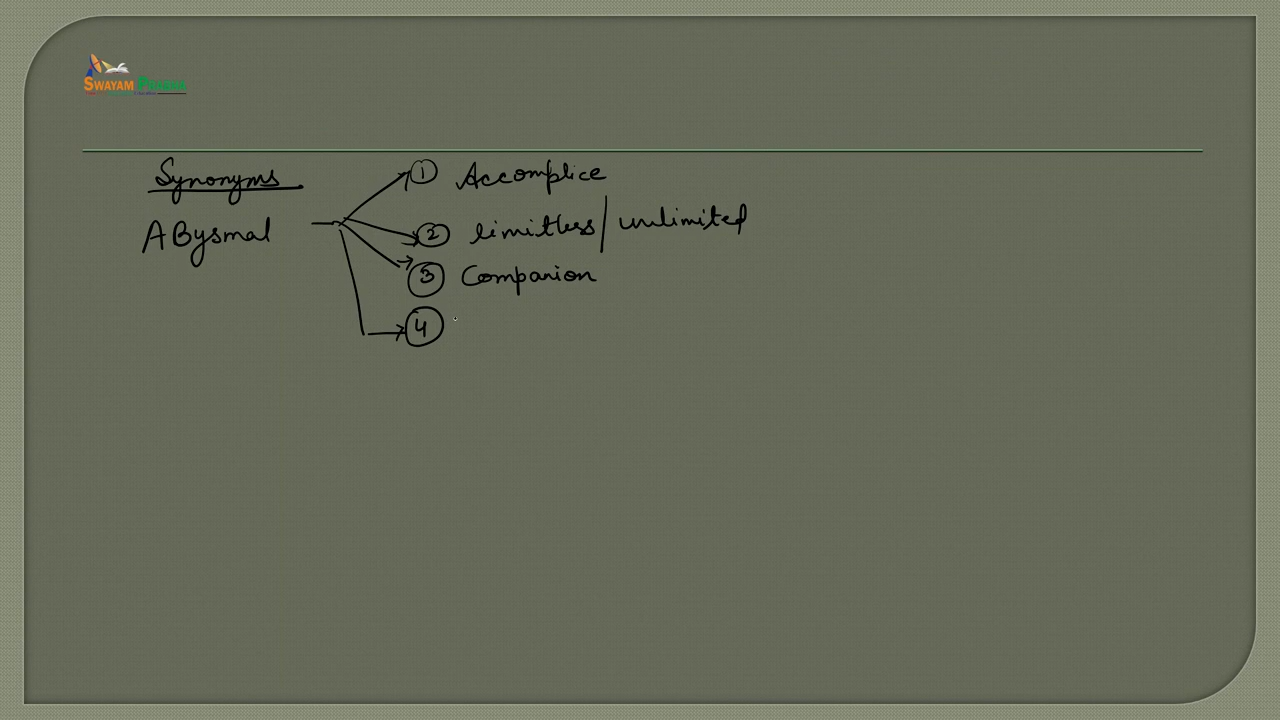 SWAYAM PRABHA
Synonyms
ABysmal
1 Accomplice
2 limitless / unlimited
3 Companion
4